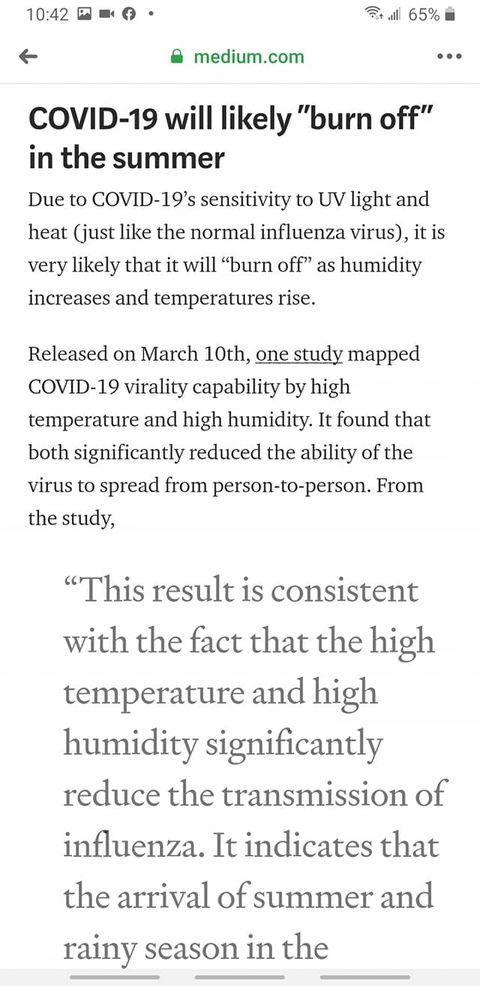 10:42 65%
medium.com
COVID-19 will likely "burn off"
in the summer
Due to COVID-19’s sensitivity to UV light and
heat (just like the normal influenza virus), it is
very likely that it will “burn off” as humidity
increases and temperatures rise.
Released on March 10th, one study mapped
COVID-19 virality capability by high
temperature and high humidity. It found that
both significantly reduced the ability of the
virus to spread from person-to-person. From
the study,
“This result is consistent
with the fact that the high
temperature and high
humidity significantly
reduce the transmission of
influenza. It indicates that
the arrival of summer and
rainy season in the